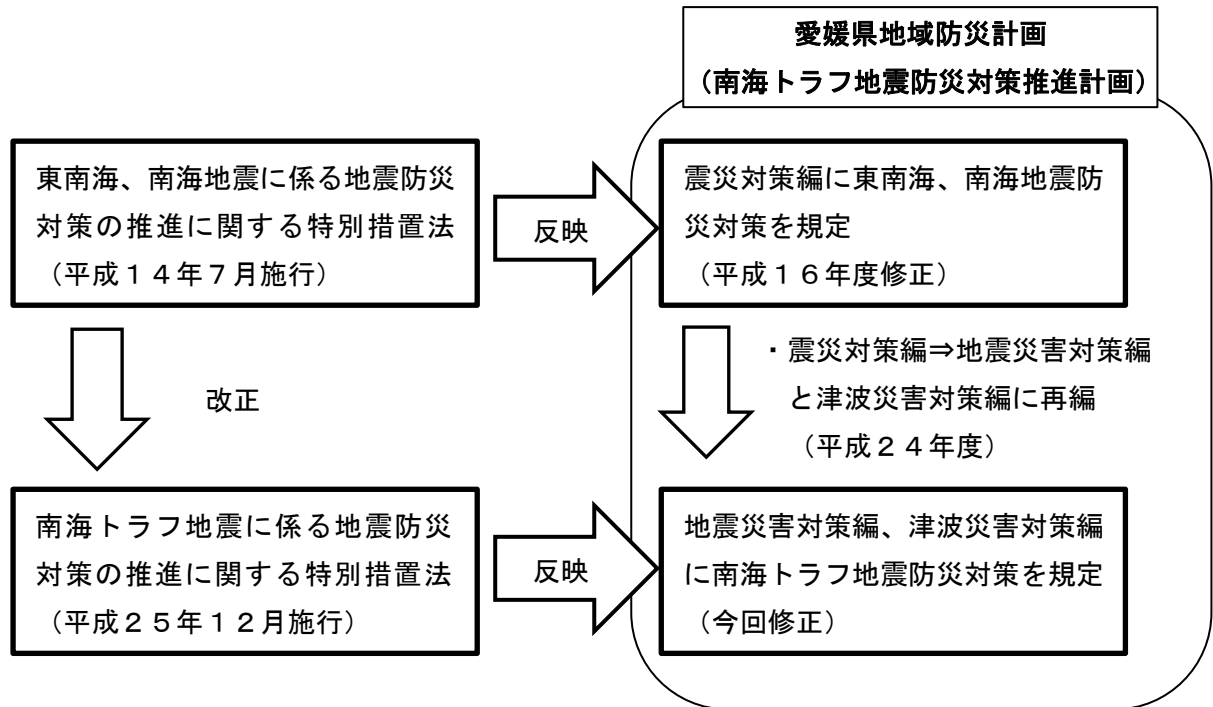 愛媛県地域防災計画
（南海トラフ地震防災対策推進計画）
東南海、南海地震に係る地震防災
対策の推進に関する特別措置法
（平成１４年７月施行）
反映
震災対策編に東南海、南海地震防
災対策を規定
（平成１６年度修正）
改正
・震災対策編⇒地震災害対策編
と津波災害対策編に再編
（平成２４年度）
南海トラフ地震に係る地震防災
対策の推進に関する特別措置法
（平成２５年１２月施行）
反映
地震災害対策編、津波災害対策編
に南海トラフ地震防災対策を規定
（今回修正）